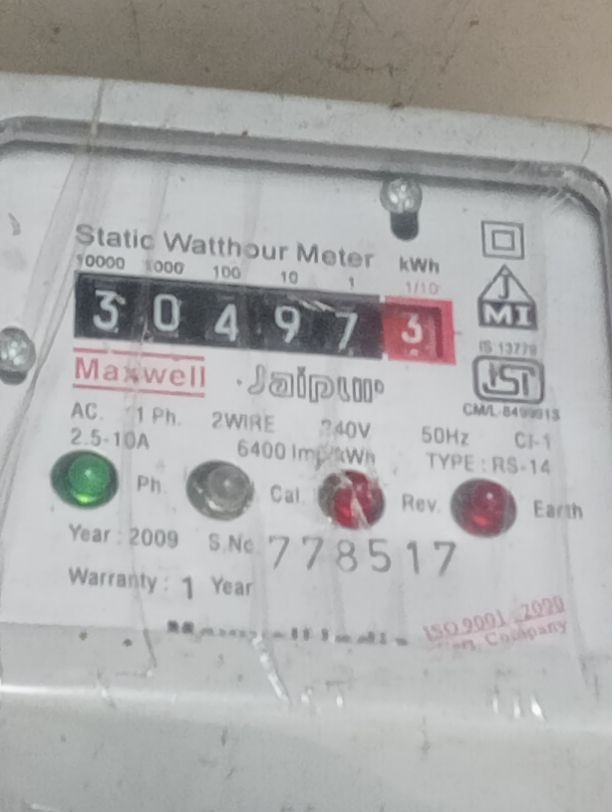 Static Watthour Meter kWh
10000 1000 100 10 1 1/10
3 0 4 9 7 3
J
MI
IS 13779
Maxwell Jaipur
ISI
CM/L-8499913
AC. 1 Ph. 2WIRE 240V 50Hz Cl-1
2.5-10A 6400 Imp/kWh TYPE : RS-14
Ph. Cal. Rev. Earth
Year : 2009 S.No. 778517
Warranty : 1 Year
ISO 9001 : 2000
Company